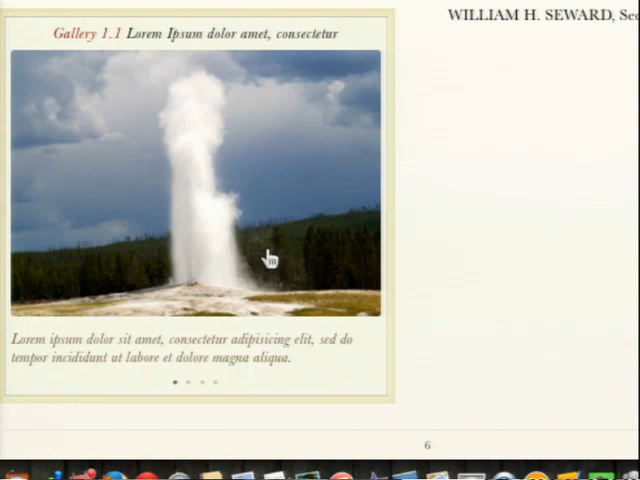 Gallery 1.1 Lorem Ipsum dolor amet, consectetur
WILLIAM H. SEWARD,
Lorem ipsum dolor sit amet, consectetur adipisicing elit, sed do
tempor incididunt ut labore et dolore magna aliqua.
6